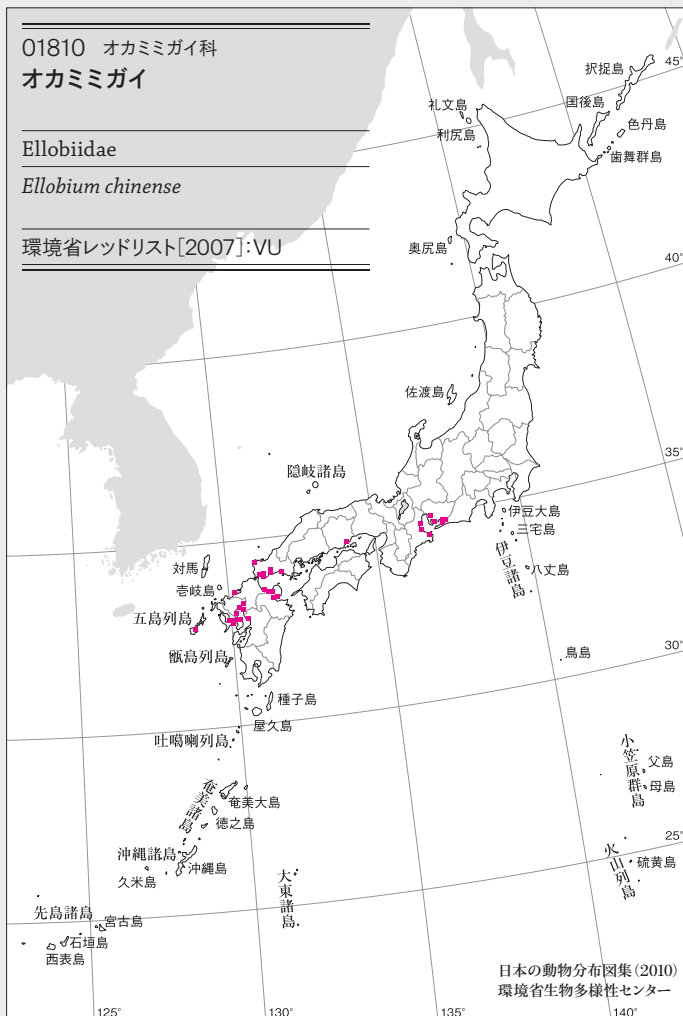 01810 オカミミガイ科
オカミミガイ
Ellobiidae
Ellobium chinense
環境省レッドリスト[2007]:VU
択捉島
45°
礼文島
国後島
色丹島
利尻島
歯舞群島
奥尻島
40°
佐渡島
35°
隠岐諸島
伊豆大島
三宅島
伊豆諸島
八丈島
対馬
壱岐島
五島列島
甑島列島
鳥島
30°
種子島
屋久島
吐噶喇列島
小笠原群島
父島
母島
奄美諸島
奄美大島
徳之島
25°
沖縄諸島
沖縄島
久米島
大東諸島
火山列島
硫黄島
先島諸島
宮古島
石垣島
西表島
日本の動物分布図集(2010)
環境省生物多様性センター
125°
130°
135°
140°